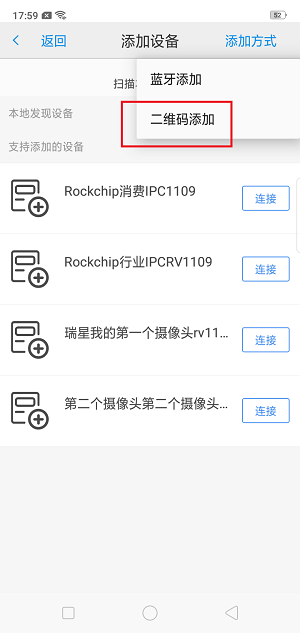 17:59
52
返回
添加设备
添加方式
蓝牙添加
扫描
二维码添加
本地发现设备
支持添加的设备
Rockchip消费IPC1109
连接
Rockchip行业IPCRV1109
连接
瑞星我的第一个摄像头rv11...
连接
第二个摄像头第二个摄像头...
连接